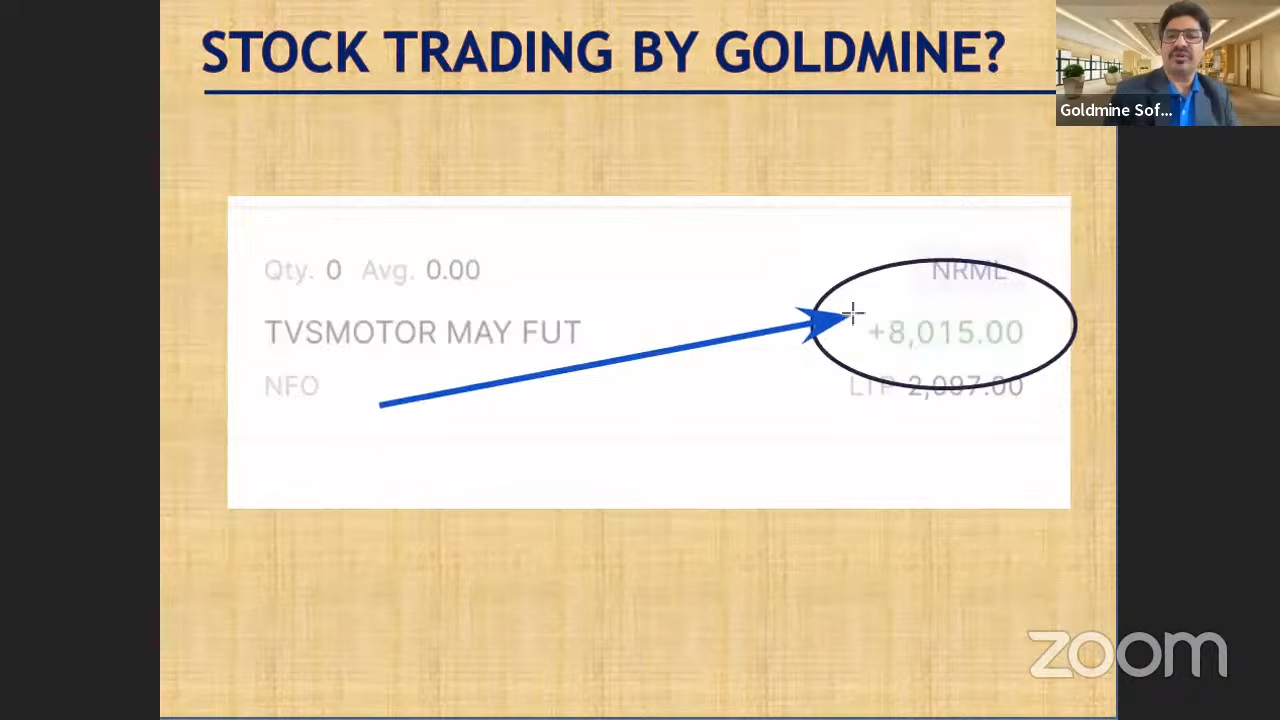 STOCK TRADING BY GOLDMINE?
Goldmine Sof...
Qty. 0 Avg. 0.00
NRML
TVSMOTOR MAY FUT
+8,015.00
NFO
LTP 2,097.00
zoom